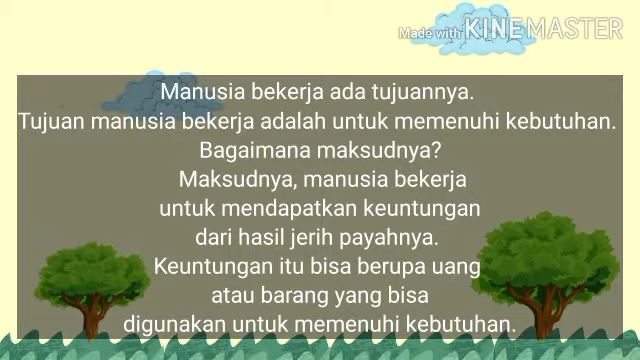 Made with KINEMASTER
Manusia bekerja ada tujuannya.
Tujuan manusia bekerja adalah untuk memenuhi kebutuhan.
Bagaimana maksudnya?
Maksudnya, manusia bekerja
untuk mendapatkan keuntungan
dari hasil jerih payahnya.
Keuntungan itu bisa berupa uang
atau barang yang bisa
digunakan untuk memenuhi kebutuhan.